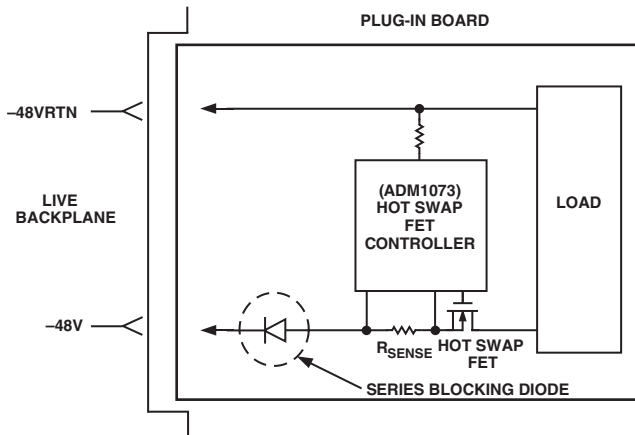 PLUG-IN BOARD
–48VRTN
LIVE
BACKPLANE
(ADM1073)
HOT SWAP
FET
CONTROLLER
LOAD
–48V
RSENSE
HOT SWAP
FET
SERIES BLOCKING DIODE